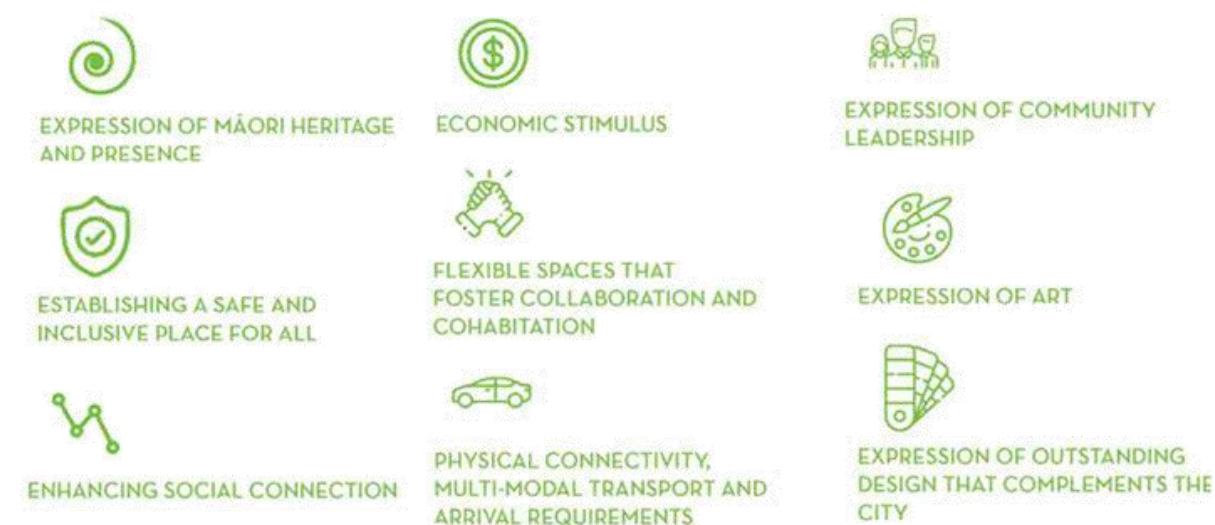 EXPRESSION OF MĀORI HERITAGE
AND PRESENCE
ECONOMIC STIMULUS
EXPRESSION OF COMMUNITY
LEADERSHIP
ESTABLISHING A SAFE AND
INCLUSIVE PLACE FOR ALL
FLEXIBLE SPACES THAT
FOSTER COLLABORATION AND
COHABITATION
EXPRESSION OF ART
ENHANCING SOCIAL CONNECTION
PHYSICAL CONNECTIVITY,
MULTI-MODAL TRANSPORT AND
ARRIVAL REQUIREMENTS
EXPRESSION OF OUTSTANDING
DESIGN THAT COMPLEMENTS THE
CITY